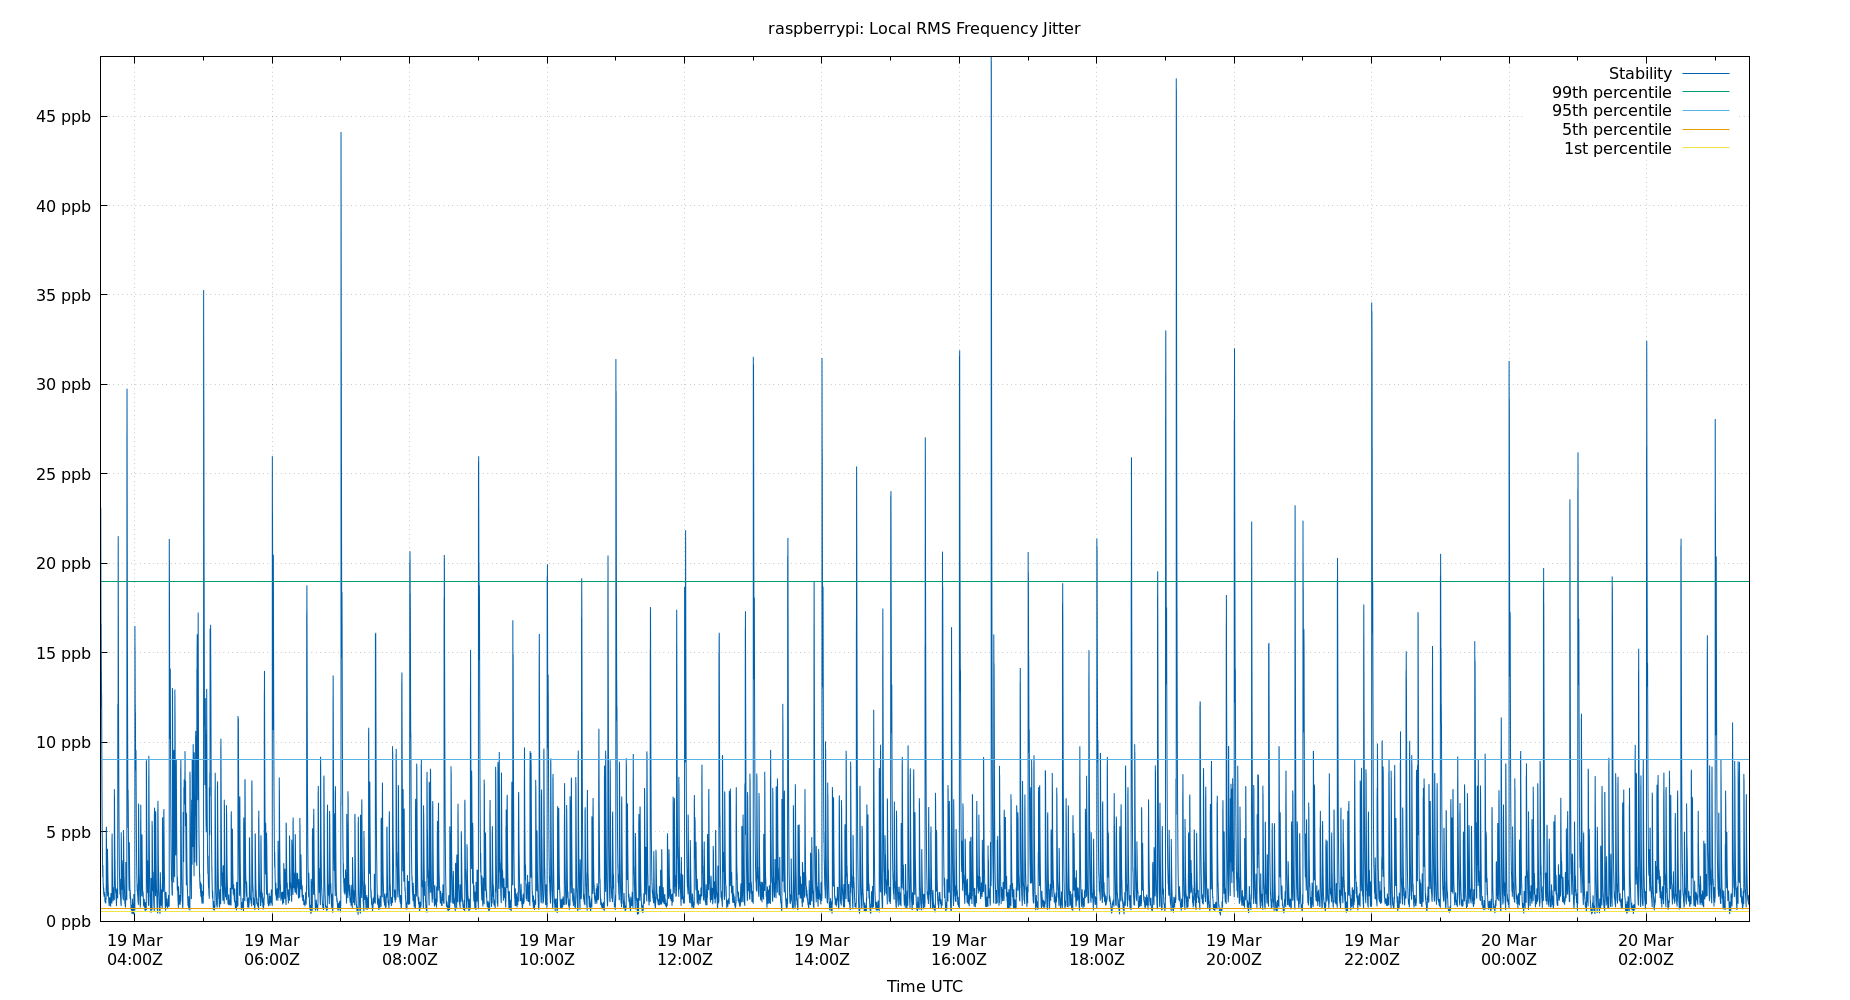 raspberrypi: Local RMS Frequency Jitter
Stability
99th percentile
95th percentile
5th percentile
1st percentile
45 ppb
40 ppb
35 ppb
30 ppb
25 ppb
20 ppb
15 ppb
10 ppb
5 ppb
0 ppb
19 Mar 19 Mar 19 Mar 19 Mar 19 Mar 19 Mar 19 Mar 19 Mar 19 Mar 19 Mar 20 Mar 20 Mar
04:00Z 06:00Z 08:00Z 10:00Z 12:00Z 14:00Z 16:00Z 18:00Z 20:00Z 22:00Z 00:00Z 02:00Z
Time UTC